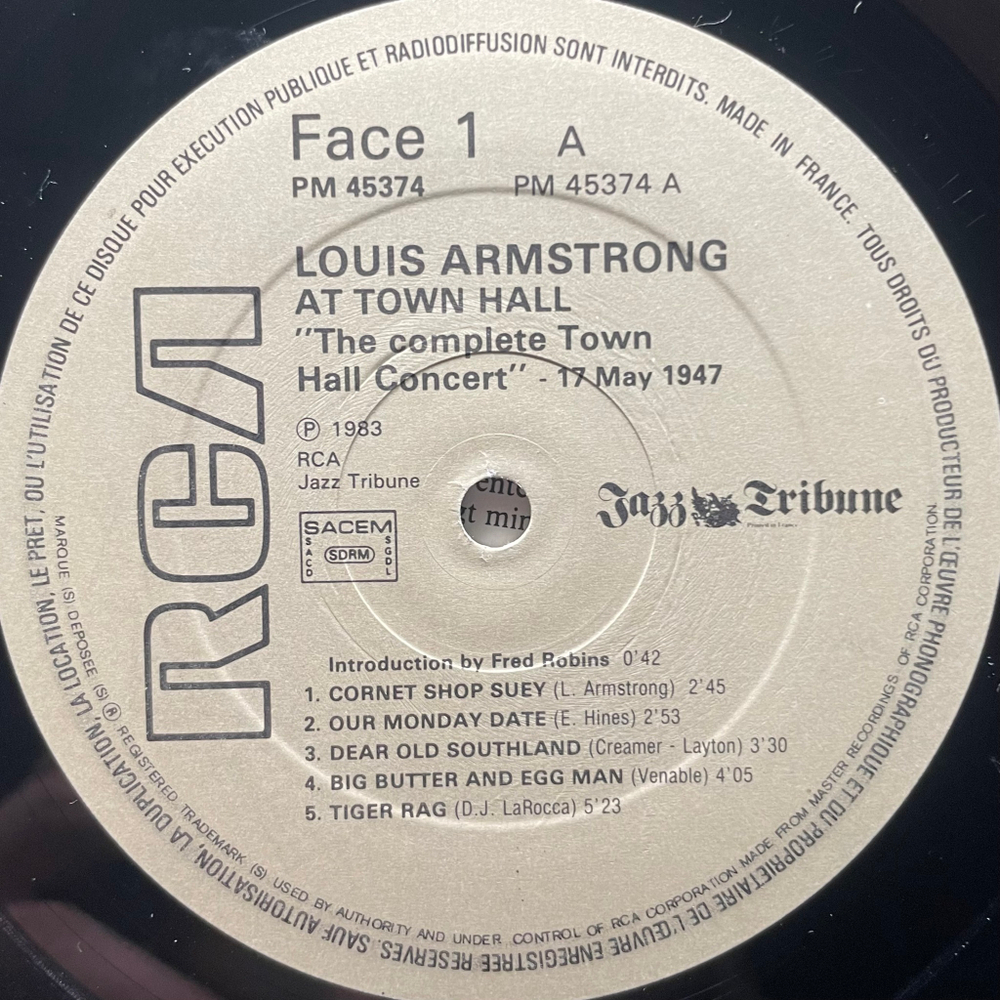 TOUS DROITS DU PRODUCTEUR DE L'ŒUVRE PHONOGRAPHIQUE ET DU PROPRIETAIRE DE L'ŒUVRE ENREGISTREE RESERVES. SAUF AUTORISATION, LA DUPLICATION, LA LOCATION, LE PRET, OU L'UTILISATION DE CE DISQUE POUR EXECUTION PUBLIQUE ET RADIODIFFUSION SONT INTERDITS. MADE IN FRANCE.
Face 1 A
PM 45374 PM 45374 A
LOUIS ARMSTRONG
AT TOWN HALL
"The complete Town
Hall Concert" - 17 May 1947
RCA
Ⓟ 1983
RCA
Jazz Tribune
SACEM
SACD SDRM SGDL
Jazz Tribune
ente
zt min
Introduction by Fred Robins 0'42
1. CORNET SHOP SUEY (L. Armstrong) 2'45
2. OUR MONDAY DATE (E. Hines) 2'53
3. DEAR OLD SOUTHLAND (Creamer - Layton) 3'30
4. BIG BUTTER AND EGG MAN (Venable) 4'05
5. TIGER RAG (D.J. LaRocca) 5'23
MARQUE (S) DEPOSEE (S) ® REGISTERED TRADEMARK (S) USED BY AUTHORITY AND UNDER CONTROL OF RCA CORPORATION MADE FROM MASTER RECORDINGS OF RCA CORPORATION.